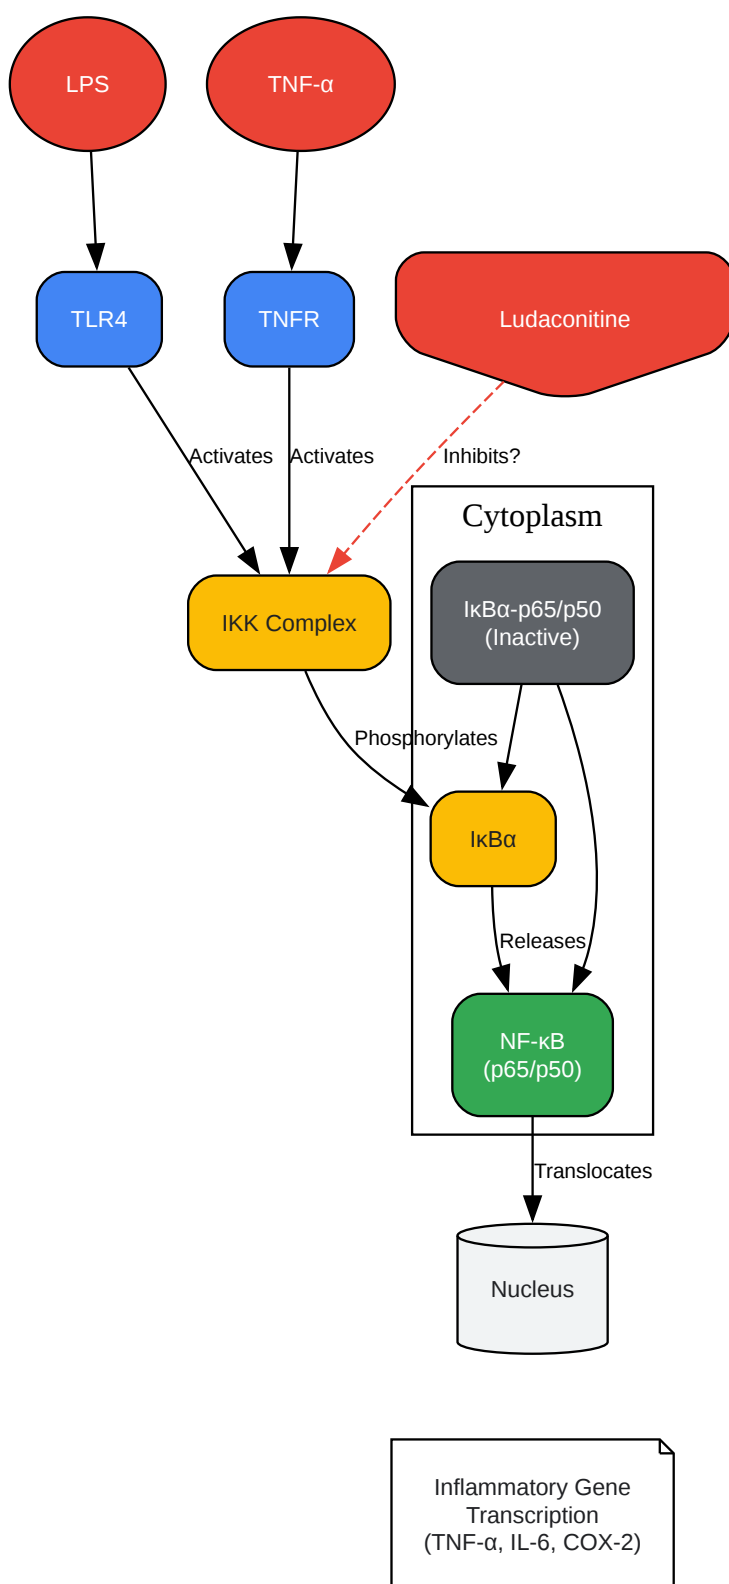 LPS
TNF-α
TLR4
TNFR
Ludaconitine
Activates
Activates
Inhibits?
Cytoplasm
IKK Complex
IκBα-p65/p50
(Inactive)
Phosphorylates
IκBα
Releases
NF-κB
(p65/p50)
Translocates
Nucleus
Inflammatory Gene
Transcription
(TNF-α, IL-6, COX-2)